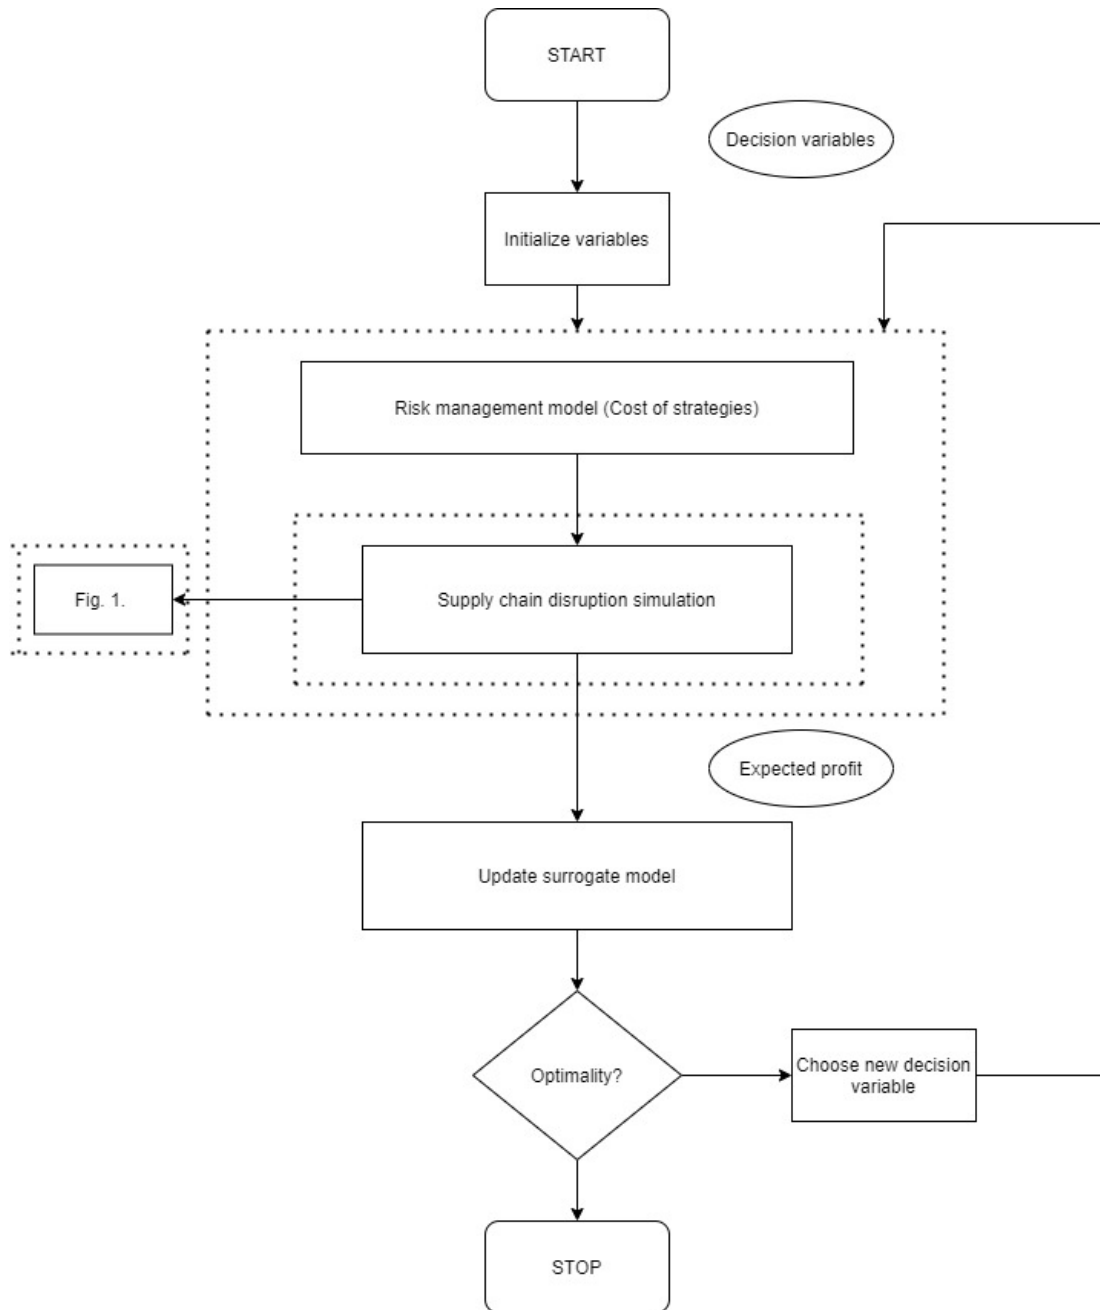 START
Decision variables
Initialize variables
Risk management model (Cost of strategies)
Supply chain disruption simulation
Fig. 1.
Expected profit
Update surrogate model
Optimality?
Choose new decision
variable
STOP